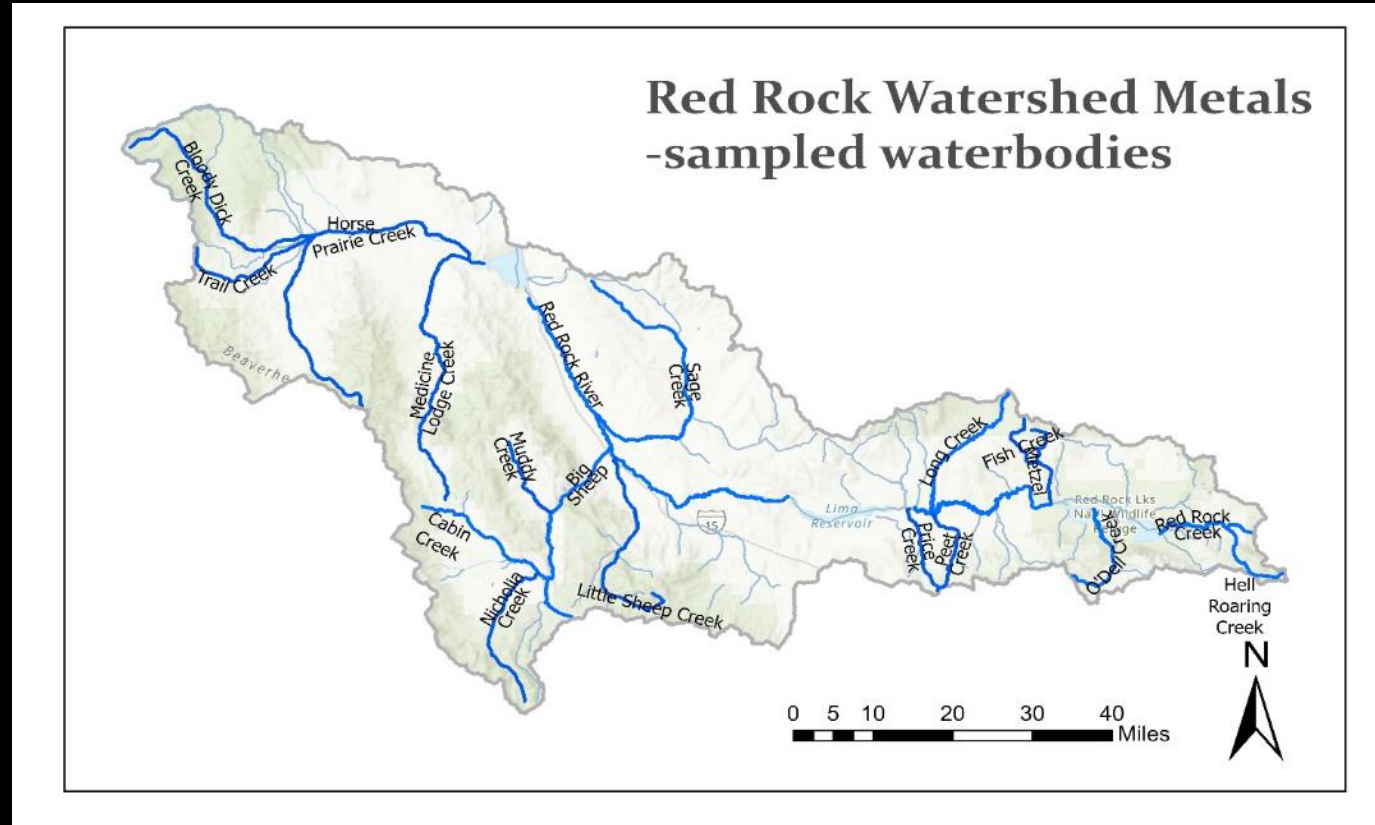 Red Rock Watershed Metals
-sampled waterbodies
Bloody Dick
Creek
Horse
Prairie Creek
Trail Creek
Beaverhe
Medicine
Lodge Creek
Red Rock River
Sage
Creek
Muddy
Creek
Big
Sheep
Cabin
Creek
Nicholia
Creek
Little Sheep Creek
15
Lima
Reservoir
Long Creek
Fish Creek
Metzel
Price
Creek
Peet
Creek
Red Rock Lks
Natl Wildlife
Refuge
O'Dell Creek
Red Rock
Creek
Hell
Roaring
Creek
N
0 5 10 20 30 40
Miles